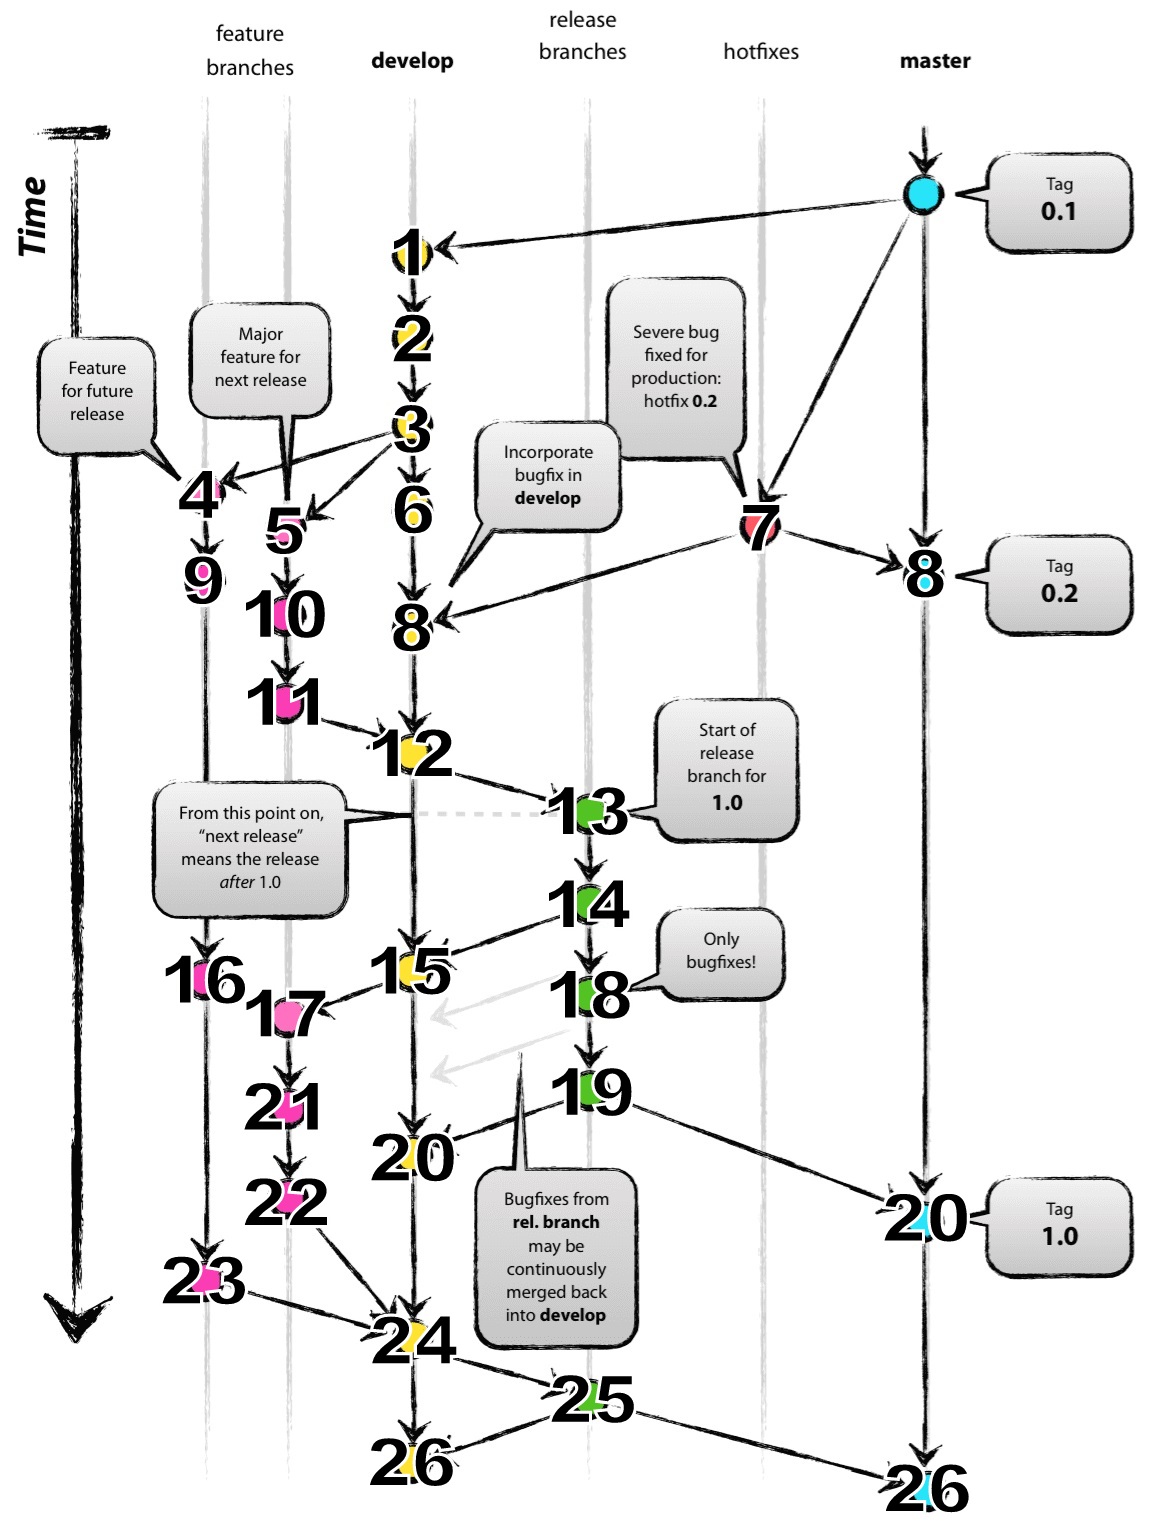 feature
branches
develop
release
branches
hotfixes
master
Time
Tag
0.1
1
2
Severe bug
fixed for
production:
hotfix 0.2
Major
feature for
next release
Feature
for future
release
3
Incorporate
bugfix in
develop
4
5
6
7
8
Tag
0.2
9
10
8
11
12
Start of
release
branch for
1.0
13
From this point on,
“next release”
means the release
after 1.0
14
Only
bugfixes!
15
16
17
18
19
20
21
22
20
Tag
1.0
Bugfixes from
rel. branch
may be
continuously
merged back
into develop
23
24
25
26
26